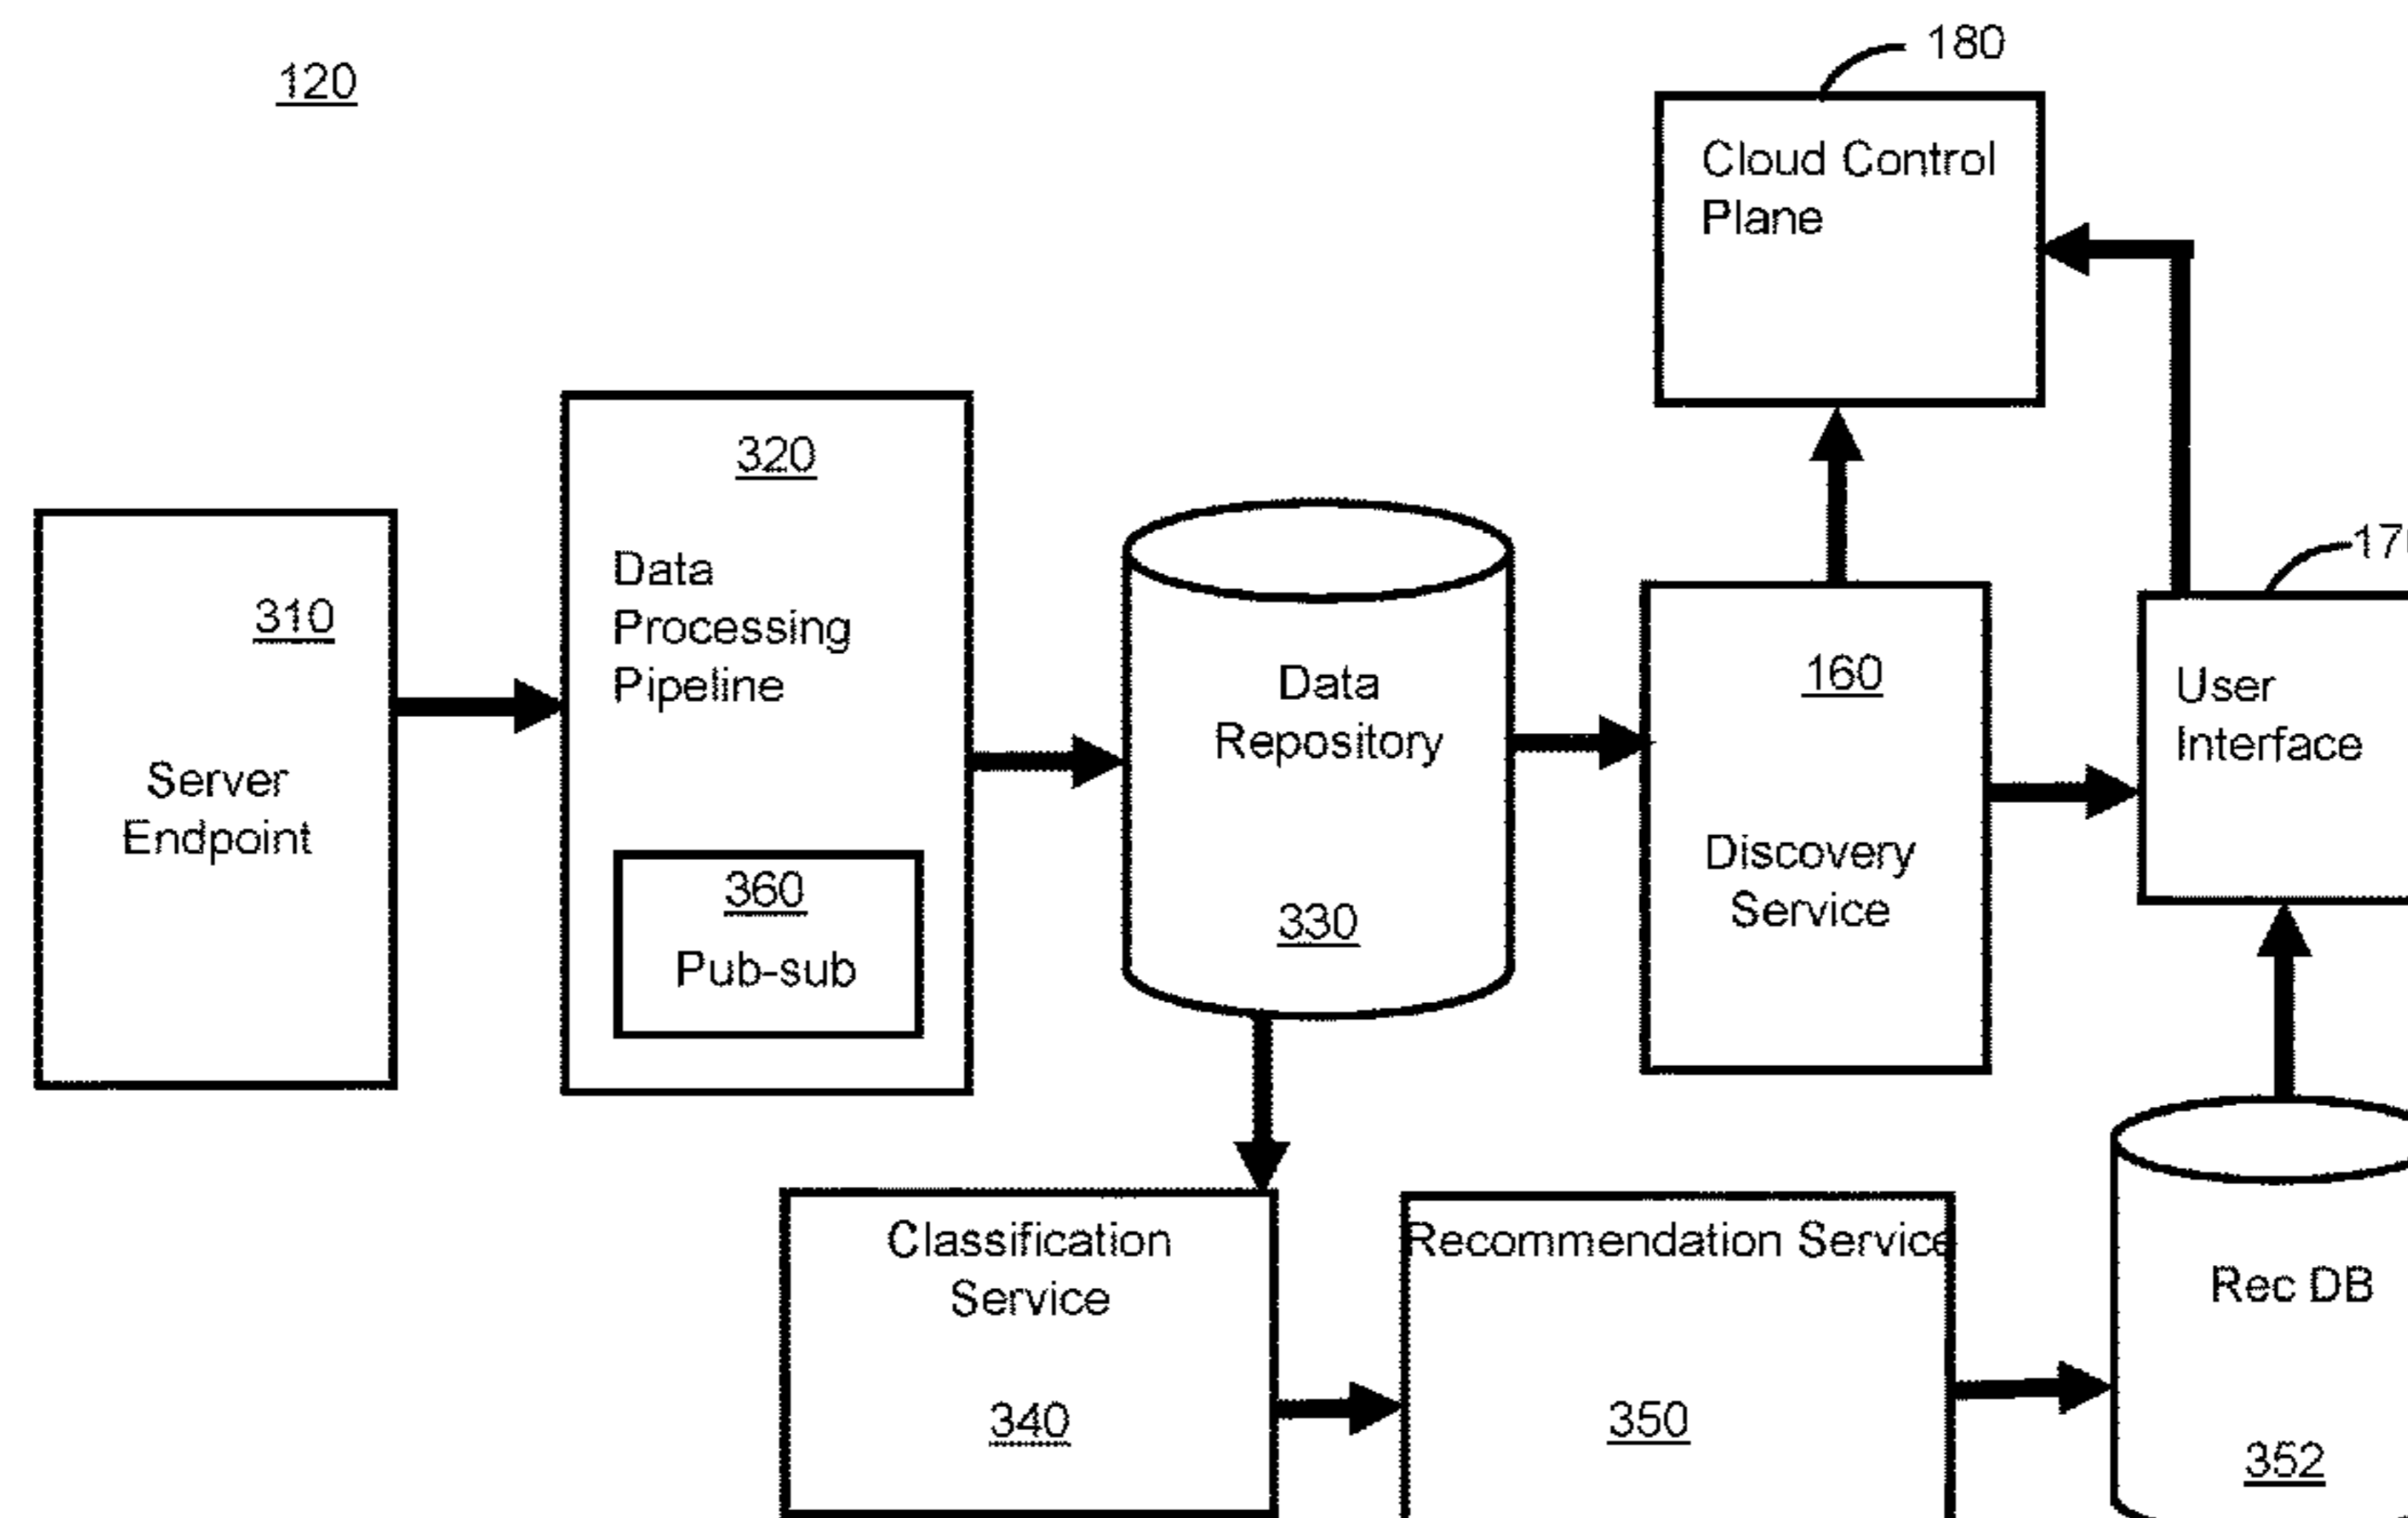 120
180
Cloud Control
Plane
320
Data
Processing
Pipeline
310
Server
Endpoint
360
Pub-sub
Data
Repository
330
160
Discovery
Service
User
Interface
Classification
Service
340
Recommendation Service
350
Rec DB
352